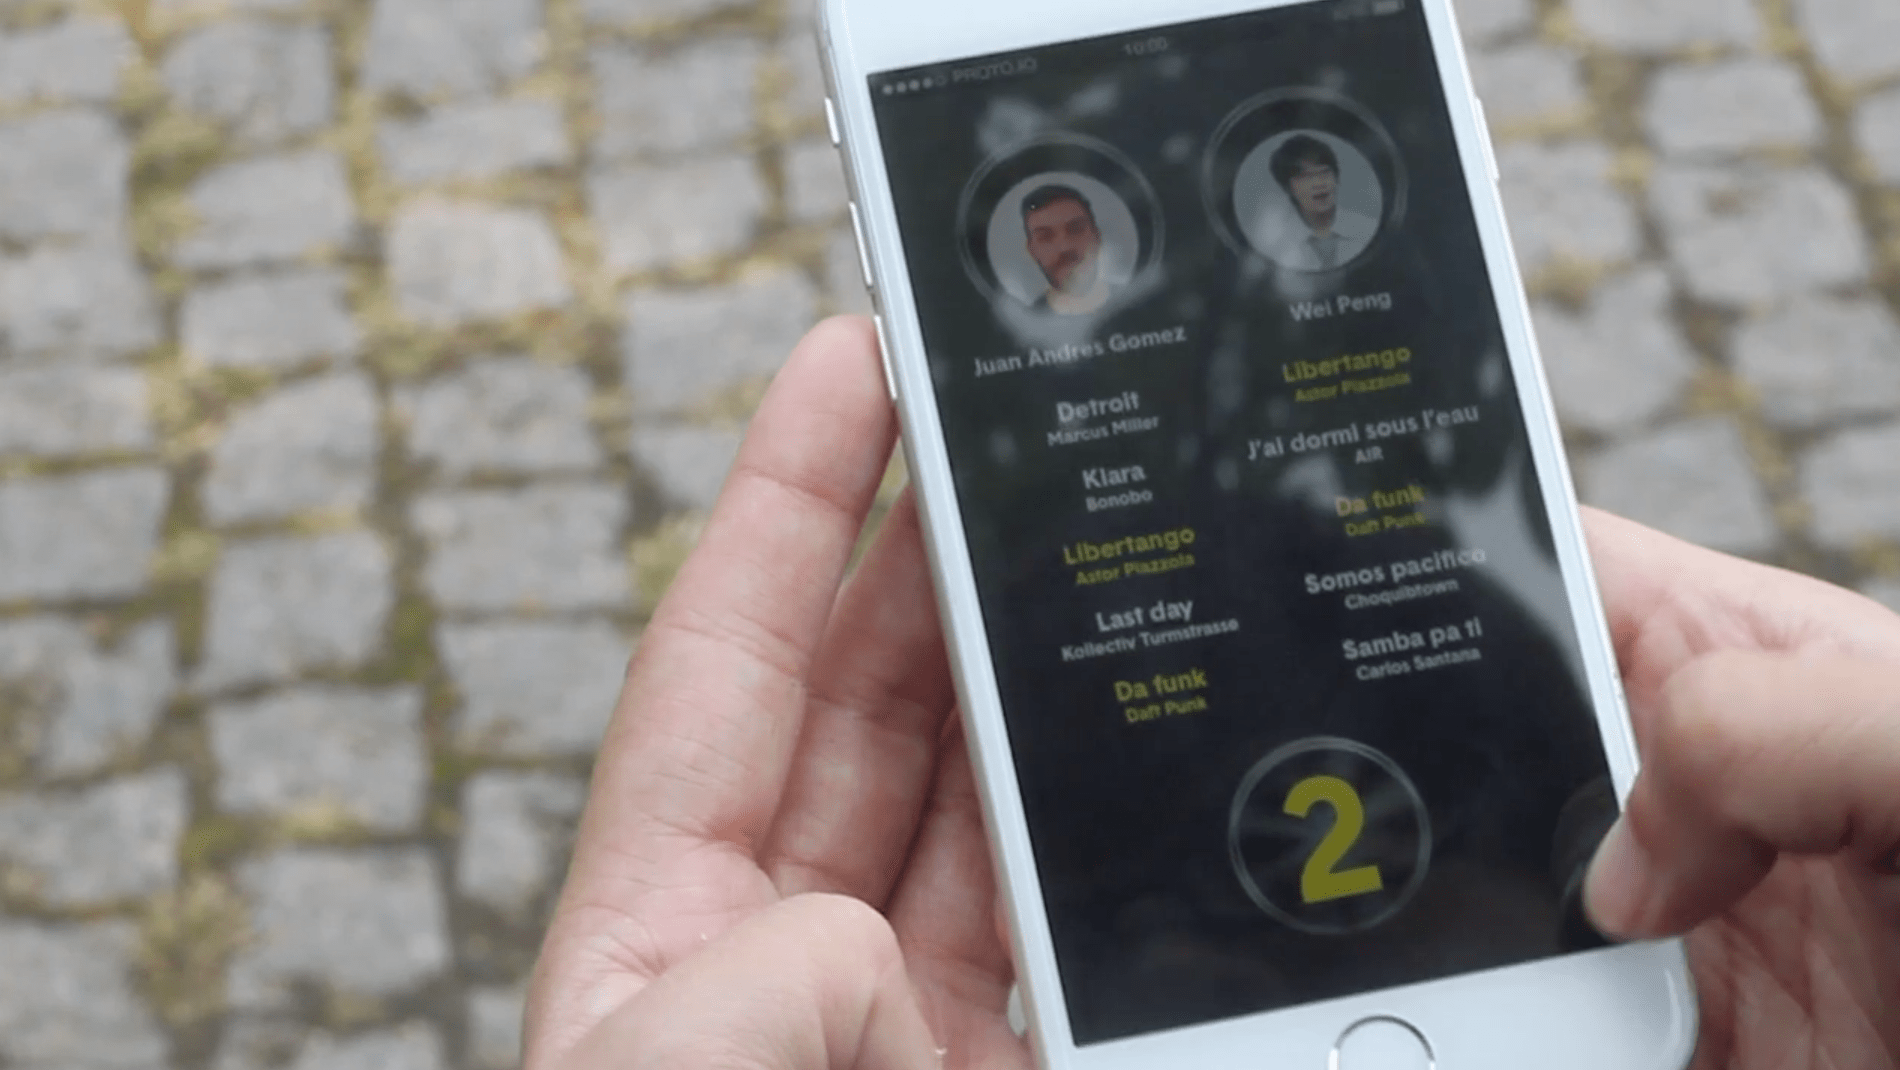 PROTO.IO
10:00
Juan Andres Gomez
Detroit
Marcus Miller
Klara
Bonobo
Libertango
Astor Piazzola
Last day
Kollectiv Turmstrasse
Da funk
Daft Punk
Wei Peng
Libertango
Astor Piazzola
J'ai dormi sous l'eau
AIR
Da funk
Daft Punk
Somos pacifico
Choquibtown
Samba pa ti
Carlos Santana
2